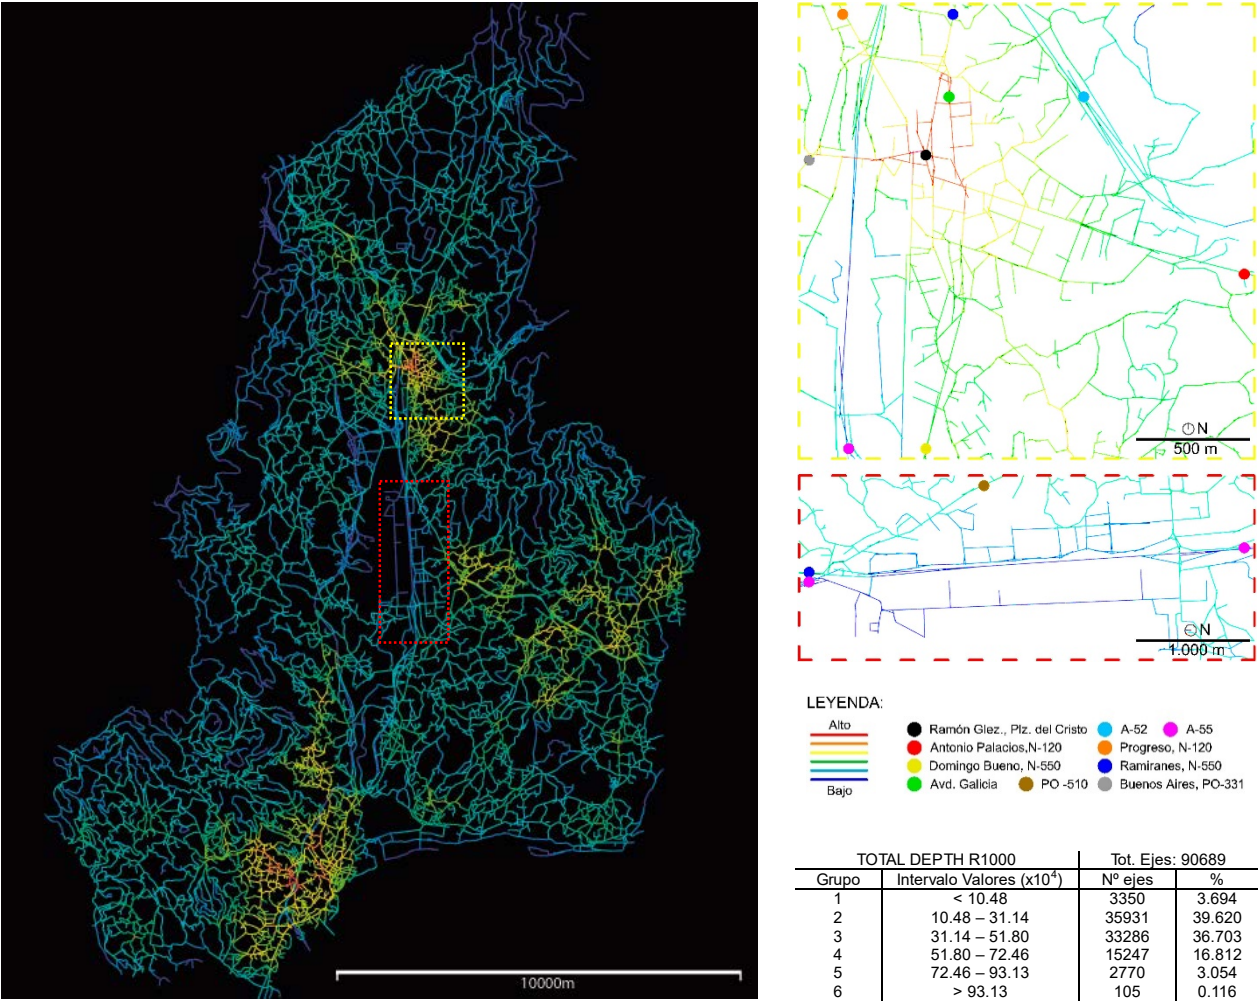 10000m
N
500 m
N
1.000 m
LEYENDA:
Alto
Bajo
Ramón Glez., Plz. del Cristo
A-52
A-55
Antonio Palacios,N-120
Progreso, N-120
Domingo Bueno, N-550
Ramiranes, N-550
Avd. Galicia
PO -510
Buenos Aires, PO-331
TOTAL DEPTH R1000 Tot. Ejes: 90689
Grupo Intervalo Valores (x10⁴) Nº ejes %
1 < 10.48 3350 3.694
2 10.48 – 31.14 35931 39.620
3 31.14 – 51.80 33286 36.703
4 51.80 – 72.46 15247 16.812
5 72.46 – 93.13 2770 3.054
6 > 93.13 105 0.116